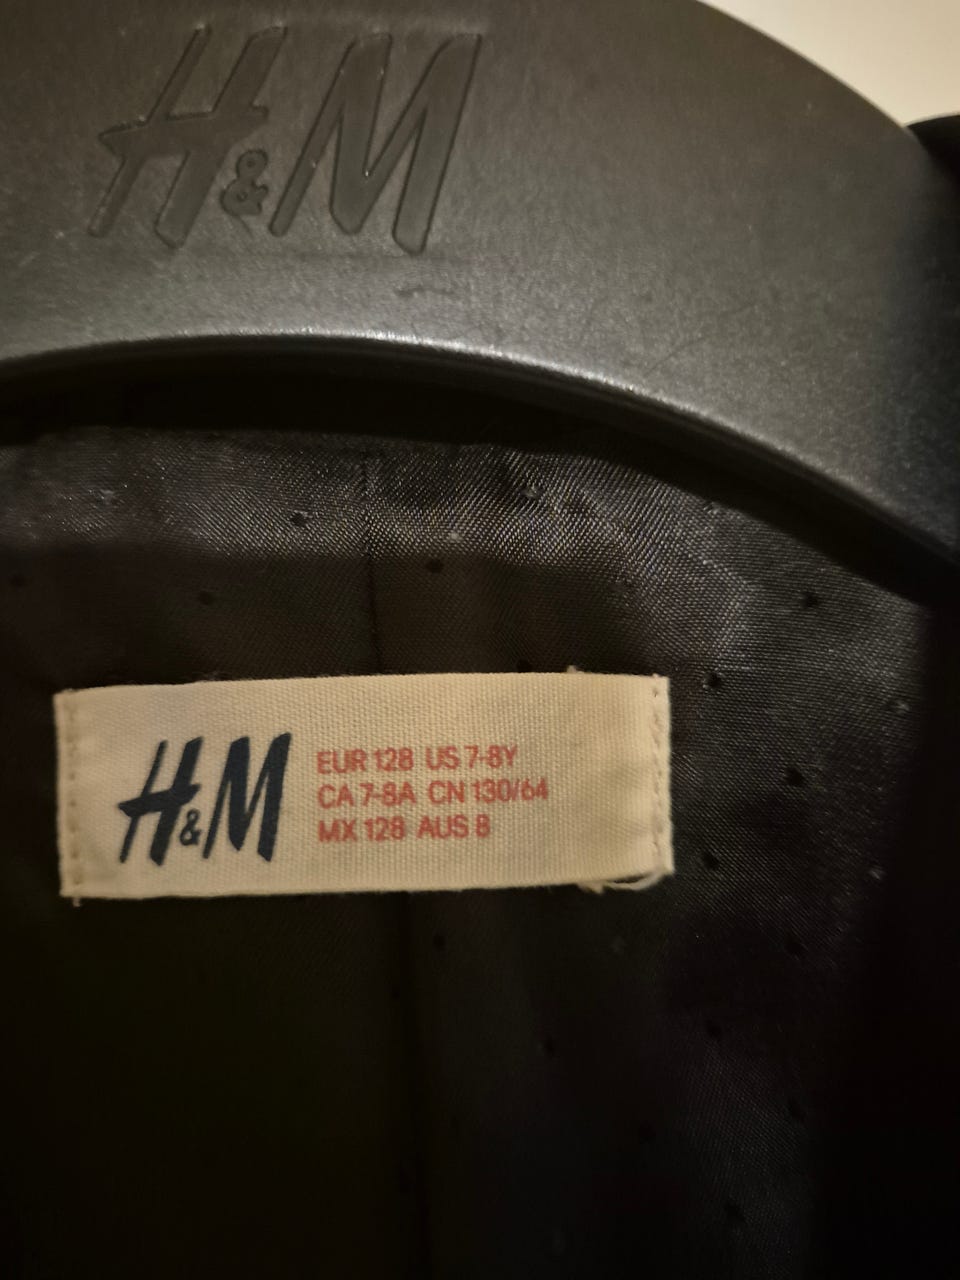 H&M
H&M
EUR 128 US 7-8Y
CA 7-8A CN 130/64
MX 128 AUS 8